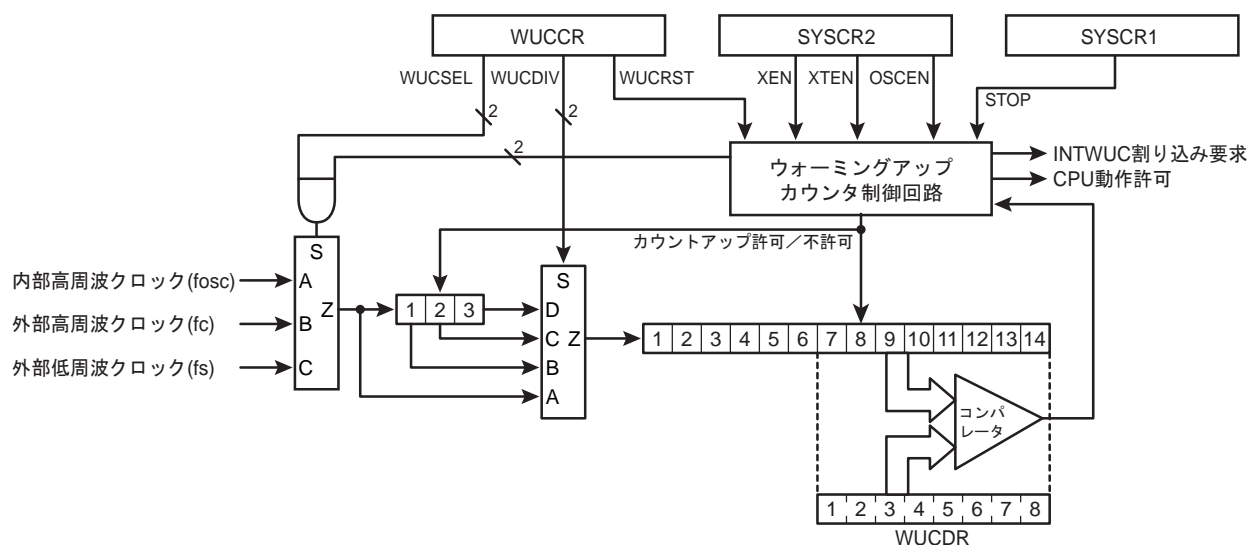 WUCCR
SYSCR2
SYSCR1
WUCSEL
WUCDIV
WUCRST
XEN
XTEN
OSCEN
STOP
2
2
2
ウォーミングアップ
カウンタ制御回路
INTWUC割り込み要求
CPU動作許可
カウントアップ許可／不許可
S
S
内部高周波クロック(fosc)
A
外部高周波クロック(fc)
B
Z
外部低周波クロック(fs)
C
1 2 3
D
C Z
B
A
1 2 3 4 5 6 7 8 9 10 11 12 13 14
コンパ
レータ
1 2 3 4 5 6 7 8
WUCDR